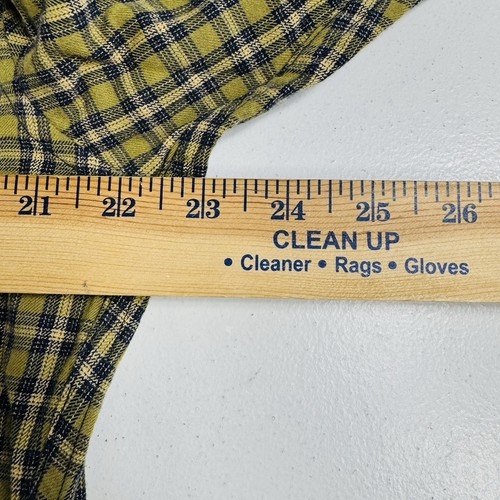 21 22 23 24 25 26
CLEAN UP
• Cleaner • Rags • Gloves